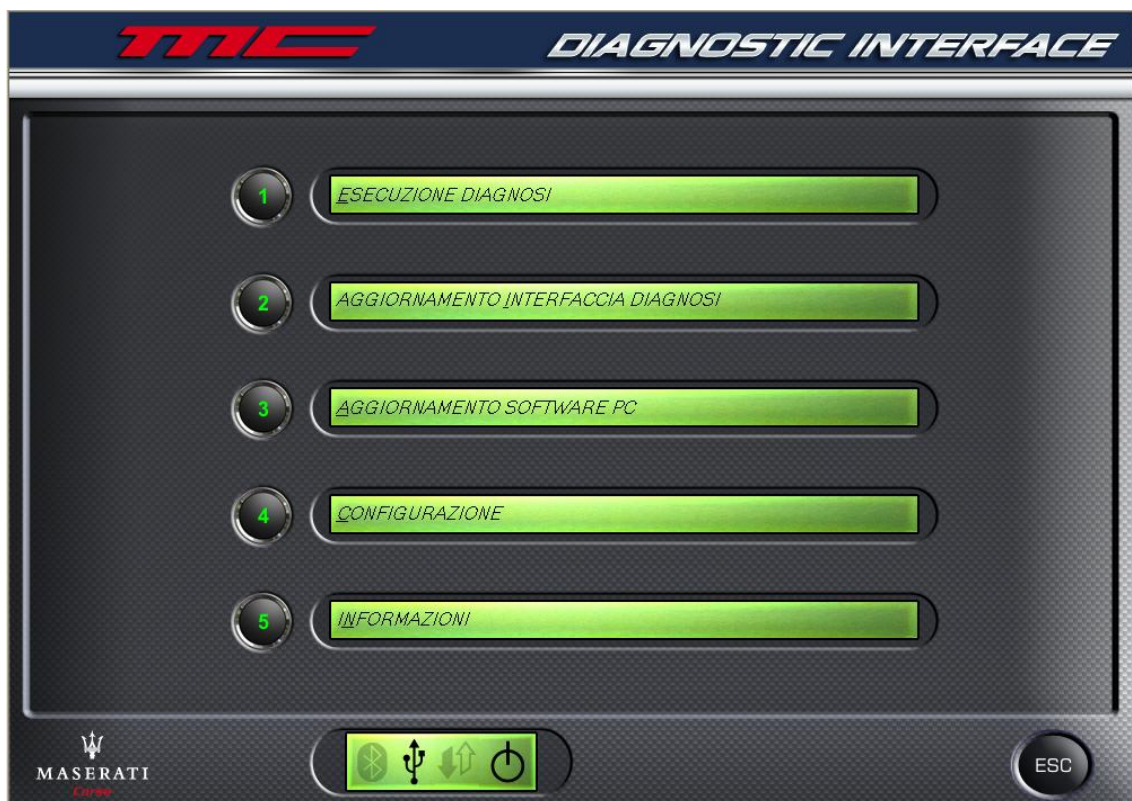 MC
DIAGNOSTIC INTERFACE
1 ESECUZIONE DIAGNOSI
2 AGGIORNAMENTO INTERFACCIA DIAGNOSI
3 AGGIORNAMENTO SOFTWARE PC
4 CONFIGURAZIONE
5 INFORMAZIONI
MASERATI
Corse
ESC